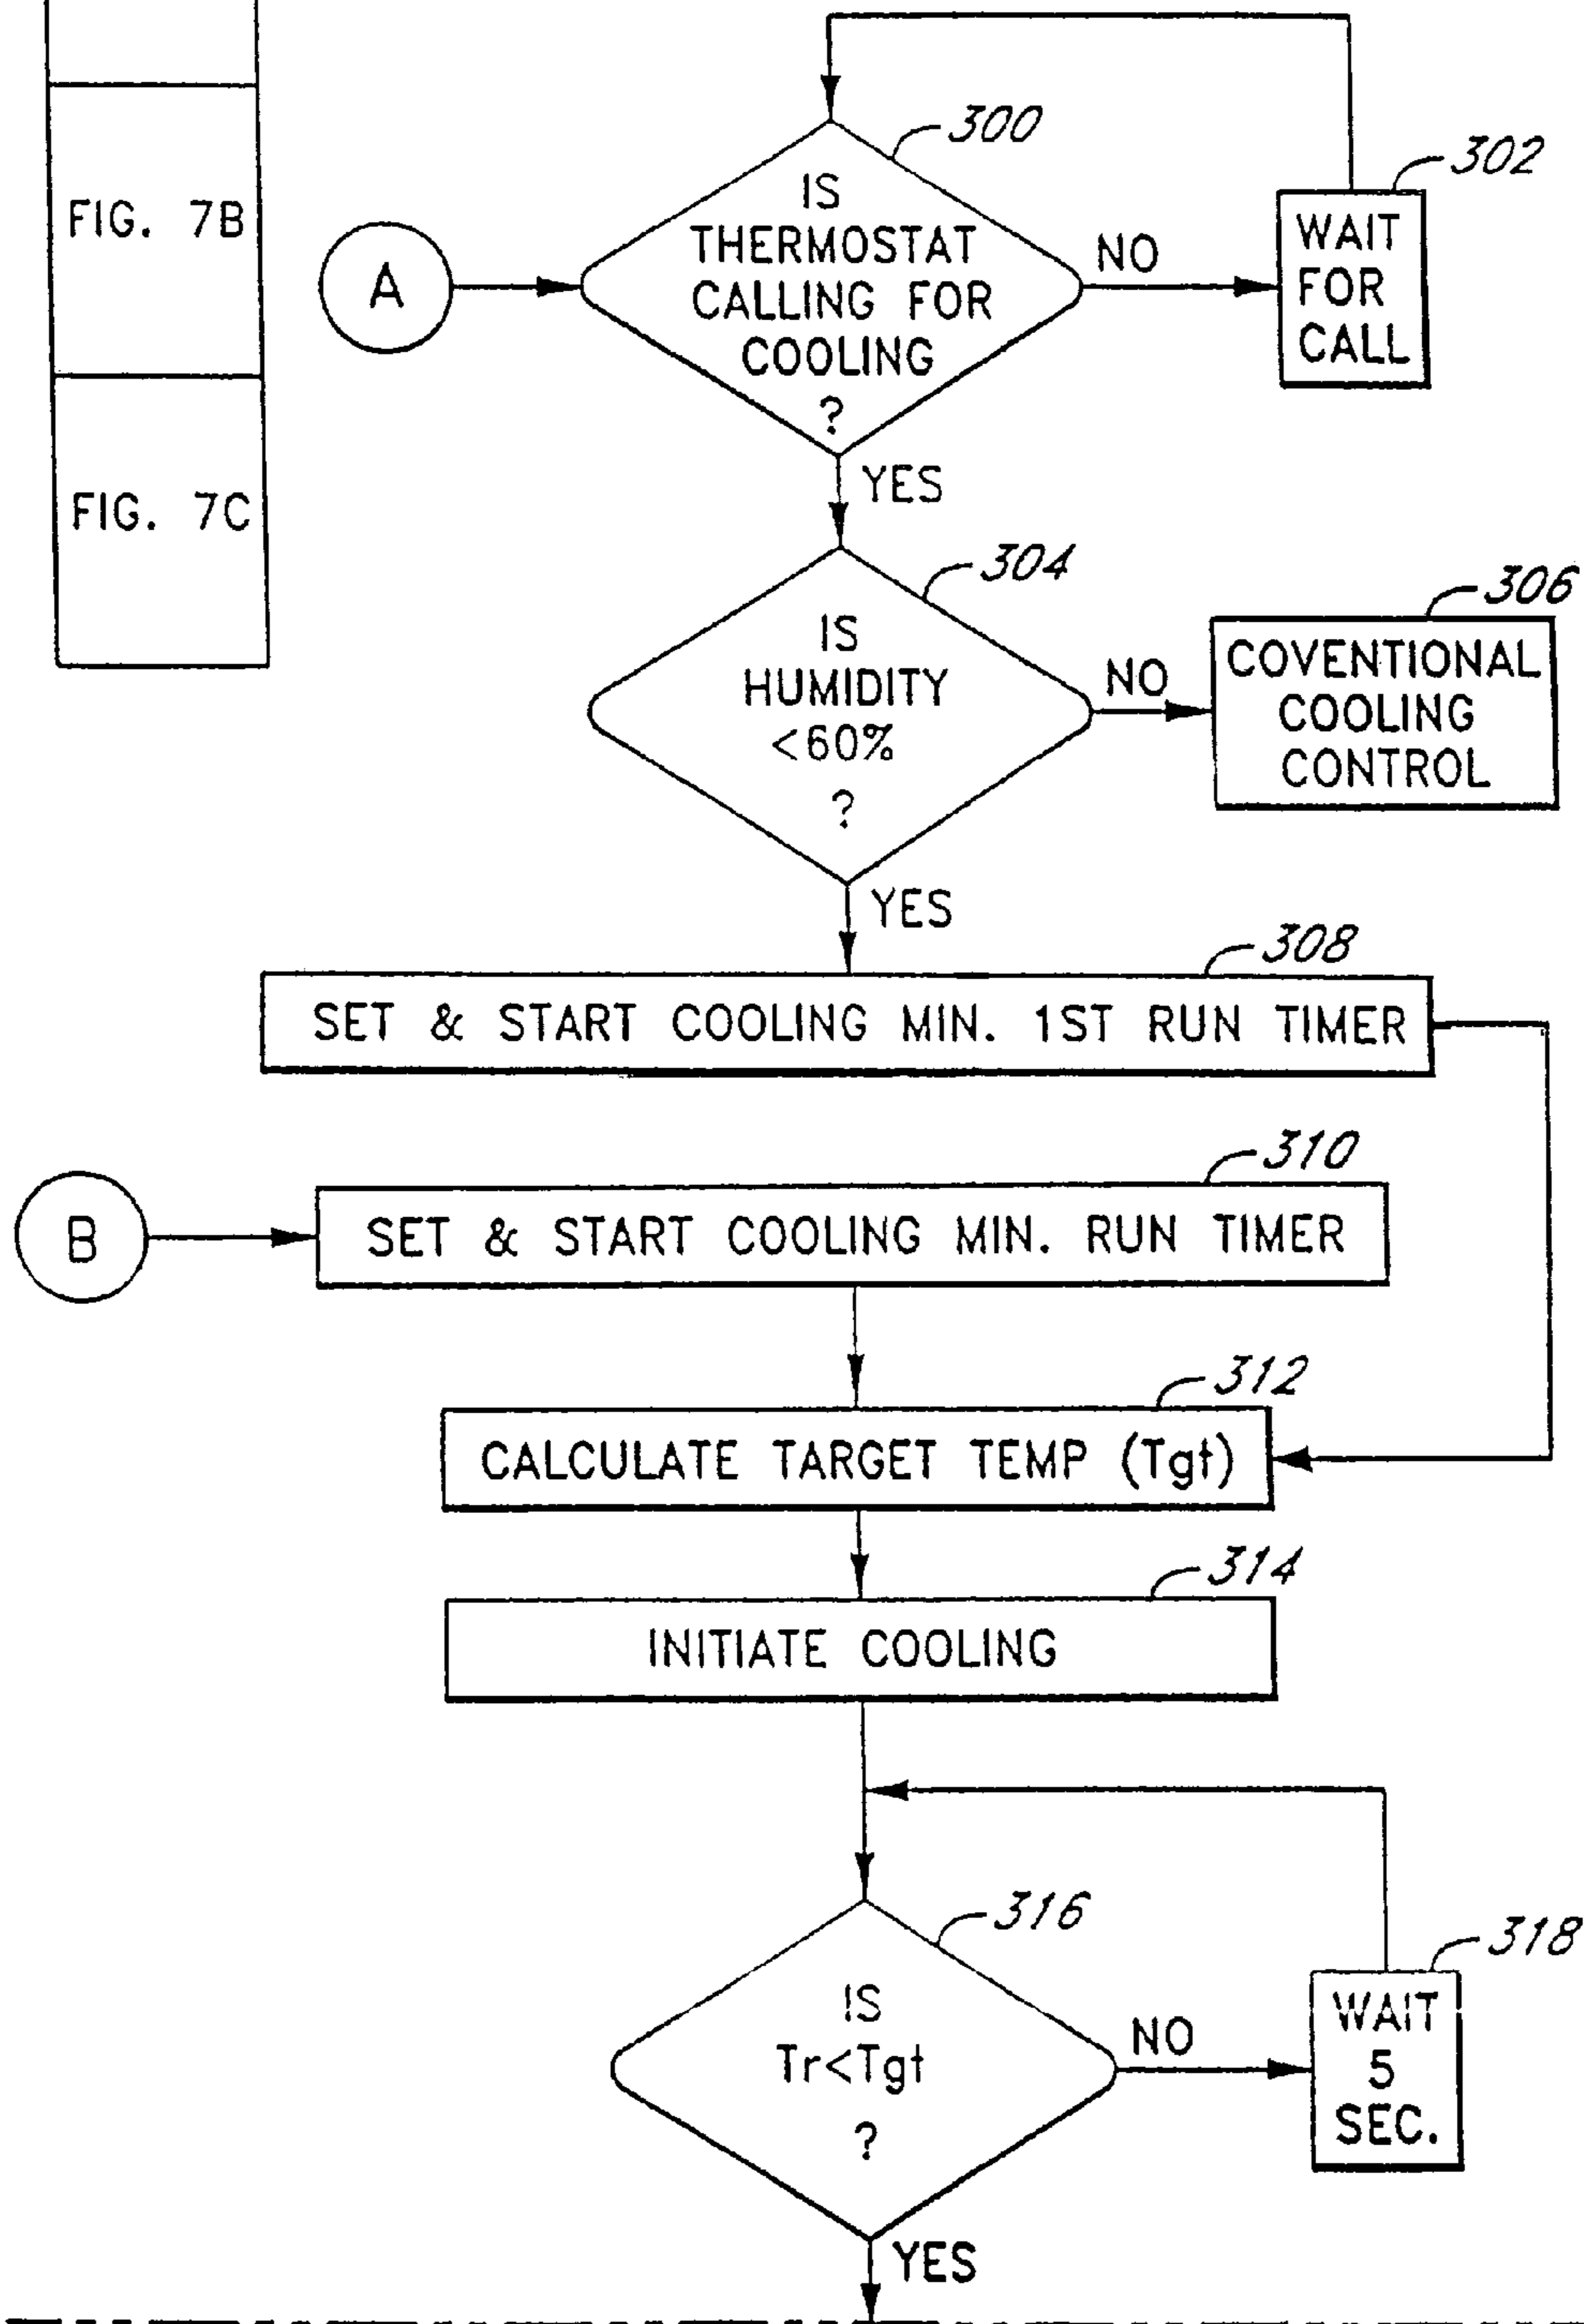 FIG. 7B
FIG. 7C
A
300
IS
THERMOSTAT
CALLING FOR
COOLING
?
NO
302
WAIT
FOR
CALL
YES
304
IS
HUMIDITY
<60%
?
NO
306
COVENTIONAL
COOLING
CONTROL
YES
308
SET & START COOLING MIN. 1ST RUN TIMER
B
310
SET & START COOLING MIN. RUN TIMER
312
CALCULATE TARGET TEMP (Tgt)
314
INITIATE COOLING
316
IS
Tr<Tgt
?
NO
318
WAIT
5
SEC.
YES